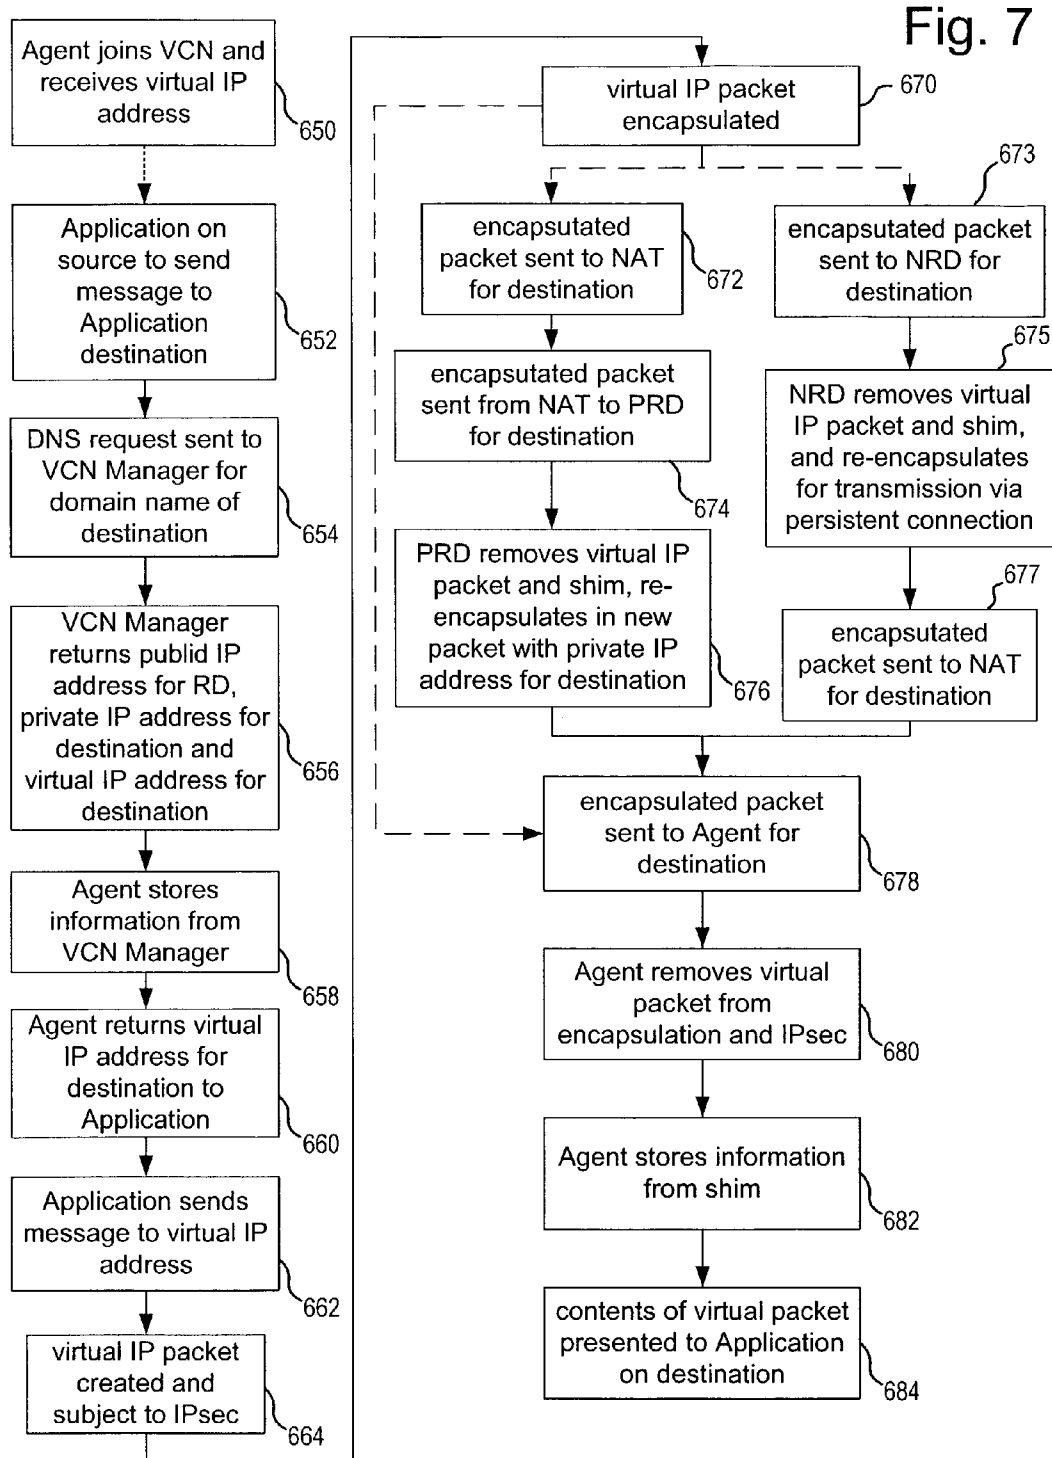 Fig. 7
Agent joins VCN and
receives virtual IP
address
650
Application on
source to send
message to
Application
destination
652
DNS request sent to
VCN Manager for
domain name of
destination
654
VCN Manager
returns publid IP
address for RD,
private IP address for
destination and
virtual IP address for
destination
656
Agent stores
information from
VCN Manager
658
Agent returns virtual
IP address for
destination to
Application
660
Application sends
message to virtual IP
address
662
virtual IP packet
created and
subject to IPsec
664
virtual IP packet
encapsulated
670
encapsutated
packet sent to NAT
for destination
672
encapsutated packet
sent from NAT to PRD
for destination
674
PRD removes virtual IP
packet and shim, re-
encapsulates in new
packet with private IP
address for destination
676
673
encapsutated packet
sent to NRD for
destination
675
NRD removes virtual
IP packet and shim,
and re-encapsulates
for transmission via
persistent connection
677
encapsutated
packet sent to NAT
for destination
encapsulated packet
sent to Agent for
destination
678
Agent removes virtual
packet from
encapsulation and IPsec
680
Agent stores information
from shim
682
contents of virtual packet
presented to Application
on destination
684